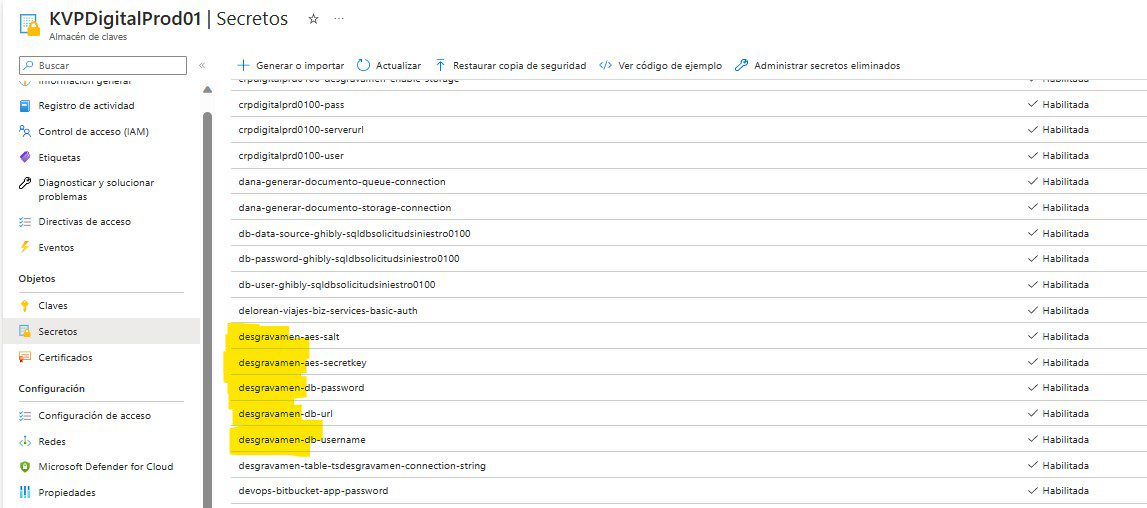 KVPDigitalProd01 | Secretos
Almacén de claves
Buscar
Generar o importar
Actualizar
Restaurar copia de seguridad
Ver código de ejemplo
Administrar secretos eliminados
Información general
Registro de actividad
Control de acceso (IAM)
Etiquetas
Diagnosticar y solucionar
problemas
Directivas de acceso
Eventos
Objetos
Claves
Secretos
Certificados
Configuración
Configuración de acceso
Redes
Microsoft Defender for Cloud
Propiedades
crpdigitalprd0100-desgravamen-enable-storage Habilitada
crpdigitalprd0100-pass Habilitada
crpdigitalprd0100-serverurl Habilitada
crpdigitalprd0100-user Habilitada
dana-generar-documento-queue-connection Habilitada
dana-generar-documento-storage-connection Habilitada
db-data-source-ghibly-sqldbsolicitudsiniestro0100 Habilitada
db-password-ghibly-sqldbsolicitudsiniestro0100 Habilitada
db-user-ghibly-sqldbsolicitudsiniestro0100 Habilitada
delorean-viajes-biz-services-basic-auth Habilitada
desgravamen-aes-salt Habilitada
desgravamen-aes-secretkey Habilitada
desgravamen-db-password Habilitada
desgravamen-db-url Habilitada
desgravamen-db-username Habilitada
desgravamen-table-tsdesgravamen-connection-string Habilitada
devops-bitbucket-app-password Habilitada